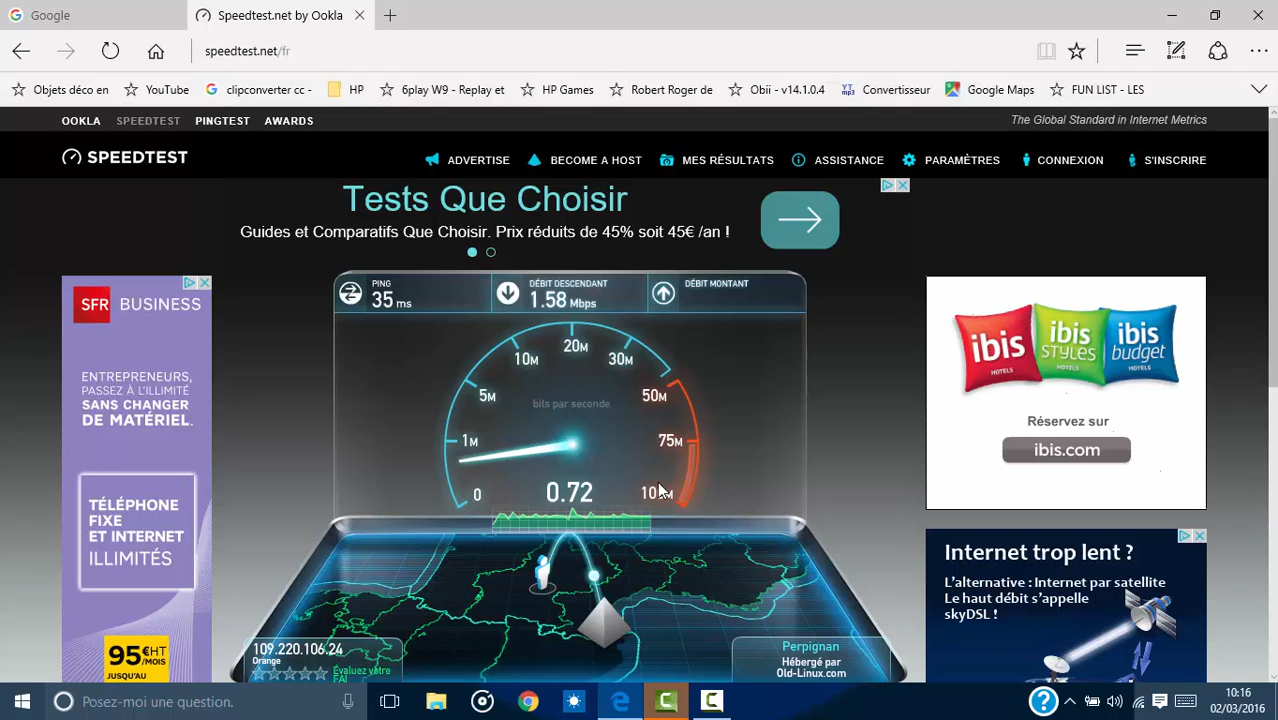 Google
Speedtest.net by Ookla
speedtest.net/fr
Objets déco en
YouTube
clip converter cc -
HP
6play W9 - Replay et
HP Games
Robert Roger de
Obii - v14.1.0.4
YT mp3
Convertisseur
Google Maps
FUN LIST - LES
OOKLA SPEEDTEST PINGTEST AWARDS
The Global Standard in Internet Metrics
SPEEDTEST
ADVERTISE
BECOME A HOST
MES RÉSULTATS
ASSISTANCE
PARAMÈTRES
CONNEXION
S'INSCRIRE
Tests Que Choisir
Guides et Comparatifs Que Choisir. Prix réduits de 45% soit 45€ /an !
SFR BUSINESS
ENTREPRENEURS,
PASSEZ À L'ILLIMITÉ
SANS CHANGER
DE MATÉRIEL
TÉLÉPHONE
FIXE
ET INTERNET
ILLIMITÉS
95€HT
/MOIS
JUSQU'AU
PING
35 ms
DÉBIT DESCENDANT
1.58 Mbps
DÉBIT MONTANT
20M
10M
30M
5M
50M
bits par seconde
1M
75M
0
0.72
109.220.106.24
Orange
Évaluez votre
FAI
Perpignan
Hébergé par
Old-Linux.com
ibis
HOTELS
ibis
STYLES
HOTELS
ibis
budget
HOTELS
Réservez sur
ibis.com
Internet trop lent ?
L'alternative : Internet par satellite
Le haut débit s'appelle
skyDSL !
Posez-moi une question.
10:16
02/03/2016